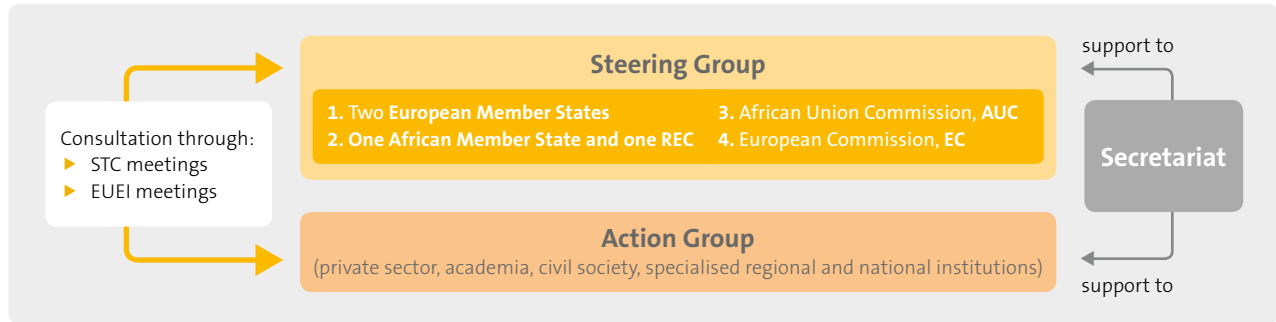 Consultation through:
STC meetings
EUEI meetings
Steering Group
1. Two European Member States
2. One African Member State and one REC
3. African Union Commission, AUC
4. European Commission, EC
Action Group
(private sector, academia, civil society, specialised regional and national institutions)
support to
Secretariat
support to